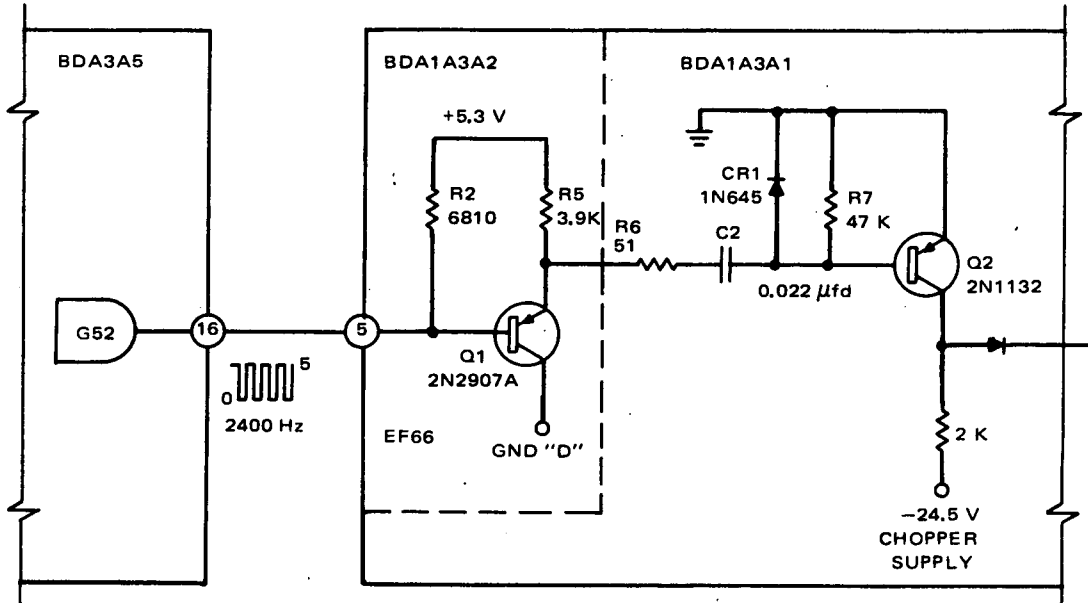 BDA3A5
BDA1A3A2
BDA1A3A1
+5.3 V
R2
6810
R5
3.9K
R6
51
C2
0.022 µfd
CR1
1N645
R7
47 K
Q2
2N1132
G52
16
5
0
5
2400 Hz
Q1
2N2907A
EF66
GND "D"
2 K
−24.5 V
CHOPPER
SUPPLY